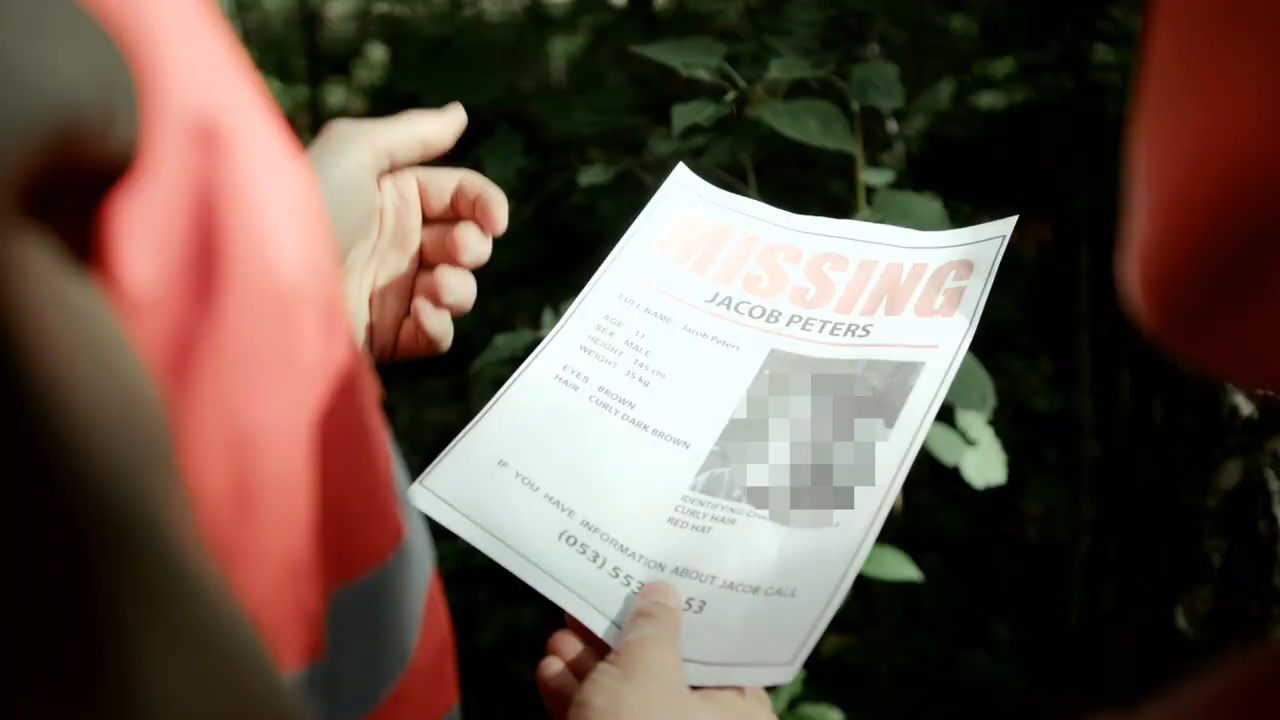 MISSING
JACOB PETERS
FULL NAME Jacob Peters
AGE 11
SEX MALE
HEIGHT 145 cm
WEIGHT 35 kg
EYES BROWN
HAIR: CURLY DARK BROWN
IDENTIFYING
CURLY HAIR
RED HAT
IF YOU HAVE INFORMATION ABOUT JACOB CALL
(053) 553 53